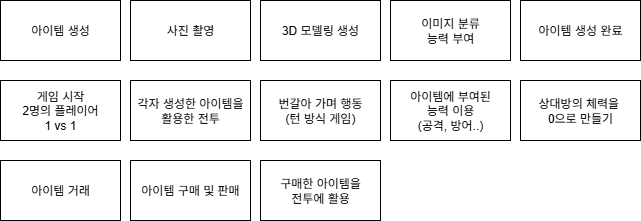 아이템 생성
사진 촬영
3D 모델링 생성
이미지 분류
능력 부여
아이템 생성 완료
게임 시작
2명의 플레이어
1 vs 1
각자 생성한 아이템을
활용한 전투
번갈아 가며 행동
(턴 방식 게임)
아이템에 부여된
능력 이용
(공격, 방어..)
상대방의 체력을
0으로 만들기
아이템 거래
아이템 구매 및 판매
구매한 아이템을
전투에 활용